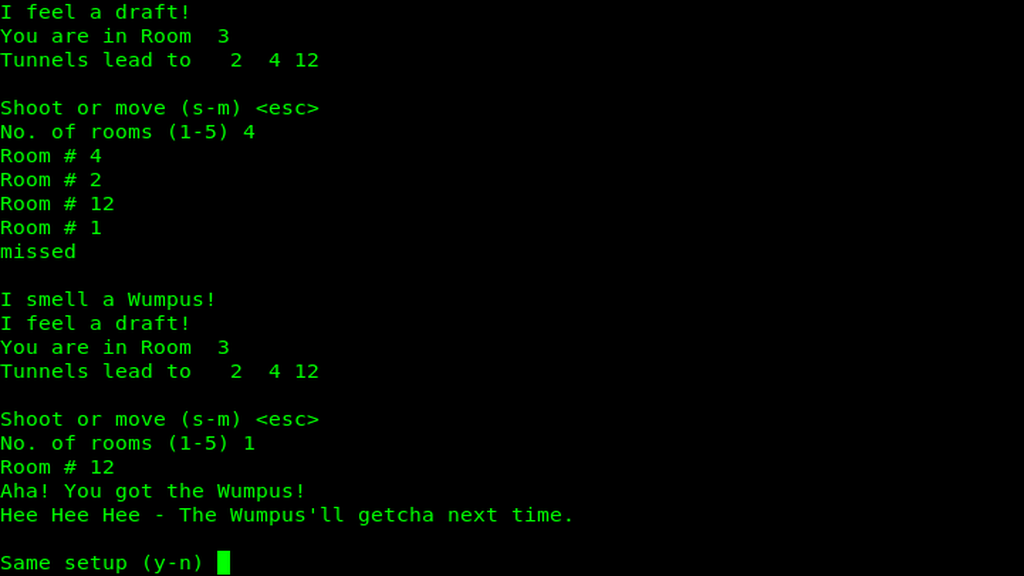 I feel a draft!
You are in Room  3
Tunnels lead to   2  4 12
Shoot or move (s-m) <esc>
No. of rooms (1-5) 4
Room # 4
Room # 2
Room # 12
Room # 1
missed
I smell a Wumpus!
I feel a draft!
You are in Room  3
Tunnels lead to   2  4 12
Shoot or move (s-m) <esc>
No. of rooms (1-5) 1
Room # 12
Aha! You got the Wumpus!
Hee Hee Hee - The Wumpus'll getcha next time.
Same setup (y-n)